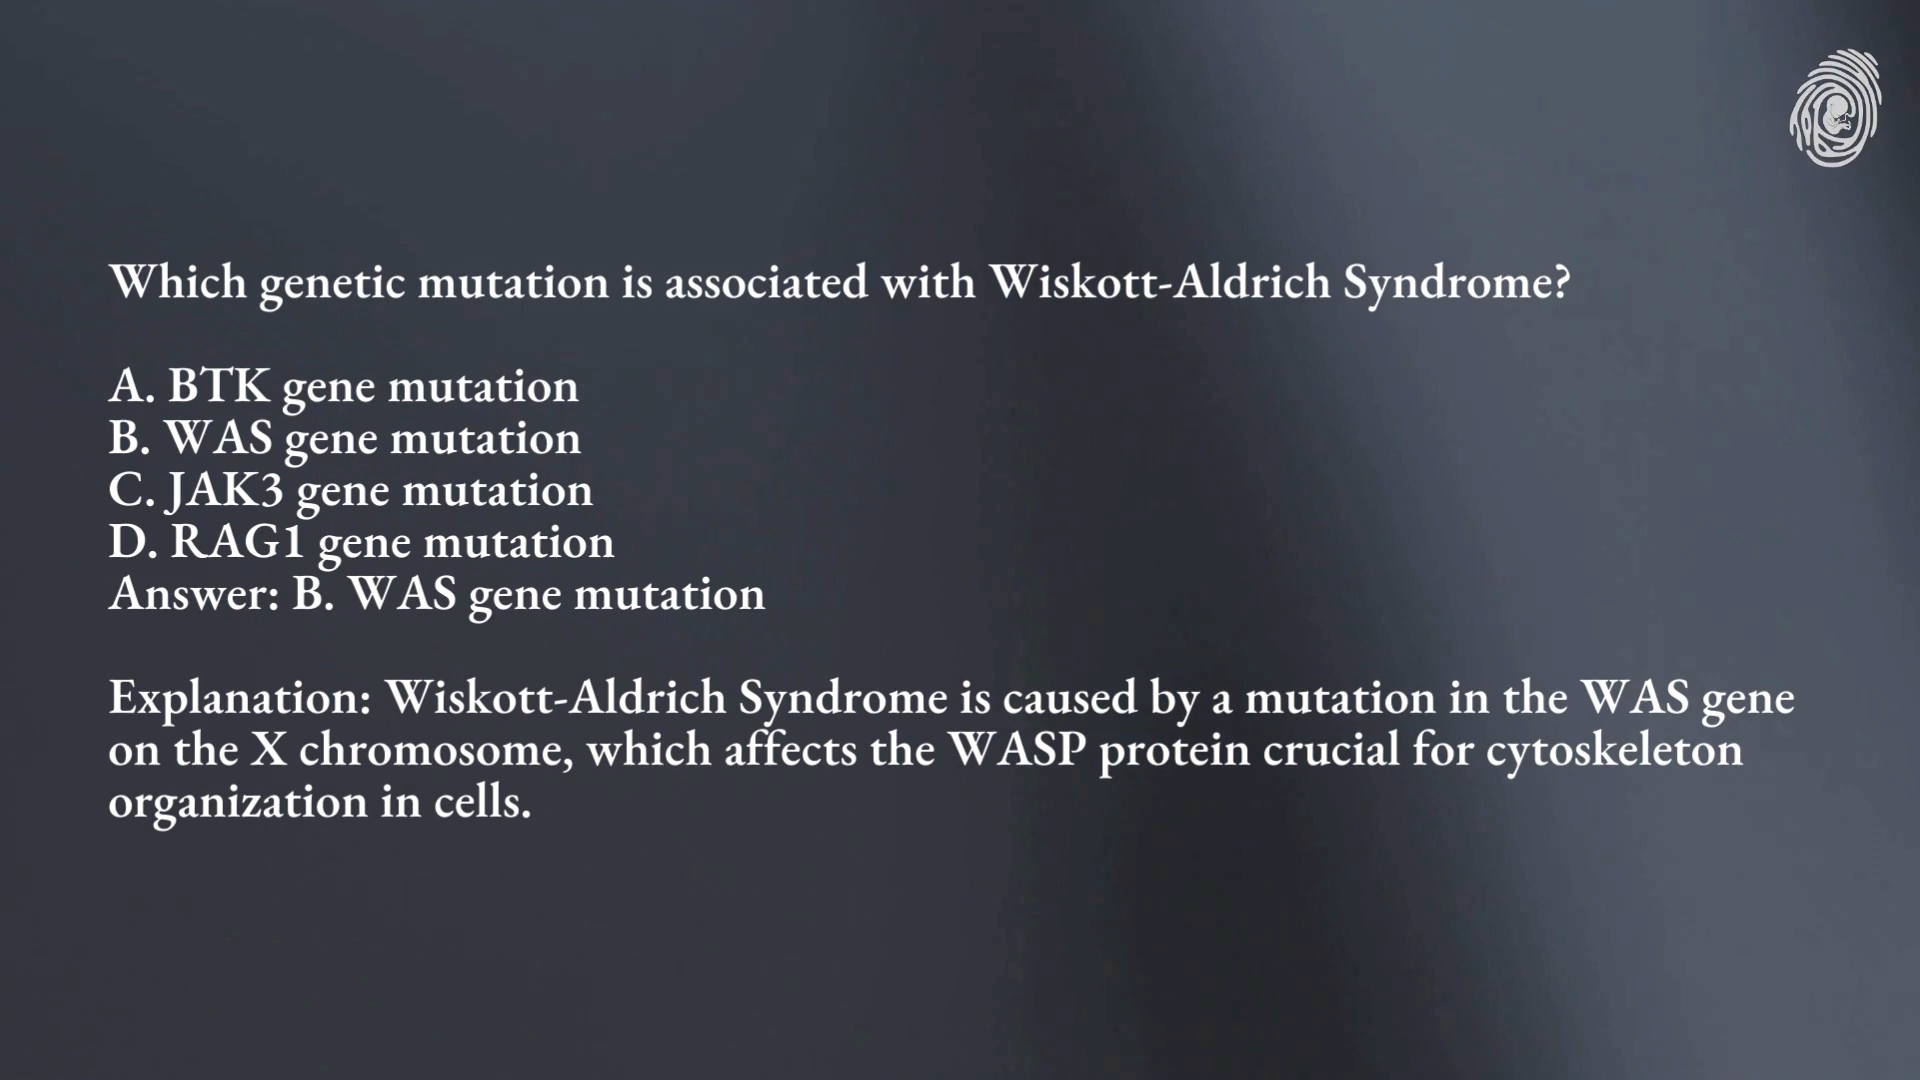 Which genetic mutation is associated with Wiskott-Aldrich Syndrome?
A. BTK gene mutation
B. WAS gene mutation
C. JAK3 gene mutation
D. RAG1 gene mutation
Answer: B. WAS gene mutation
Explanation: Wiskott-Aldrich Syndrome is caused by a mutation in the WAS gene
on the X chromosome, which affects the WASP protein crucial for cytoskeleton
organization in cells.